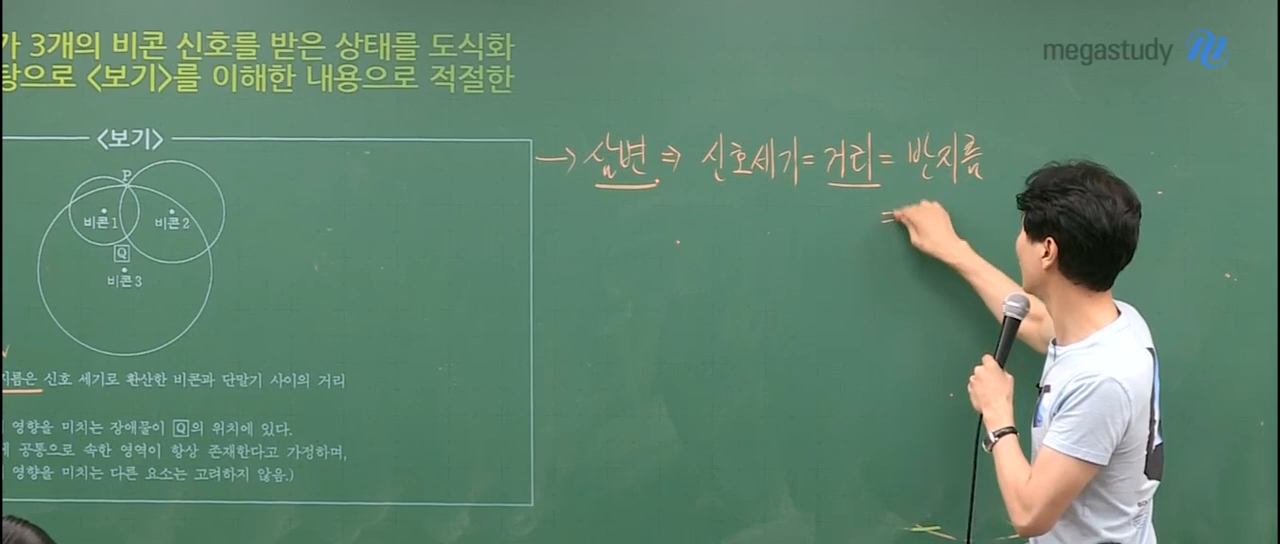 가 3개의 비콘 신호를 받은 상태를 도식화
탕으로 <보기>를 이해한 내용으로 적절한
megastudy
<보기>
→ 삼변 ⇒ 신호세기 = 거리 = 반지름
=
P
비콘1
비콘2
Q
비콘3
지름은 신호 세기로 환산한 비콘과 단말기 사이의 거리
영향을 미치는 장애물이 Q의 위치에 있다.
공통으로 속한 영역이 항상 존재한다고 가정하며,
영향을 미치는 다른 요소는 고려하지 않음.)